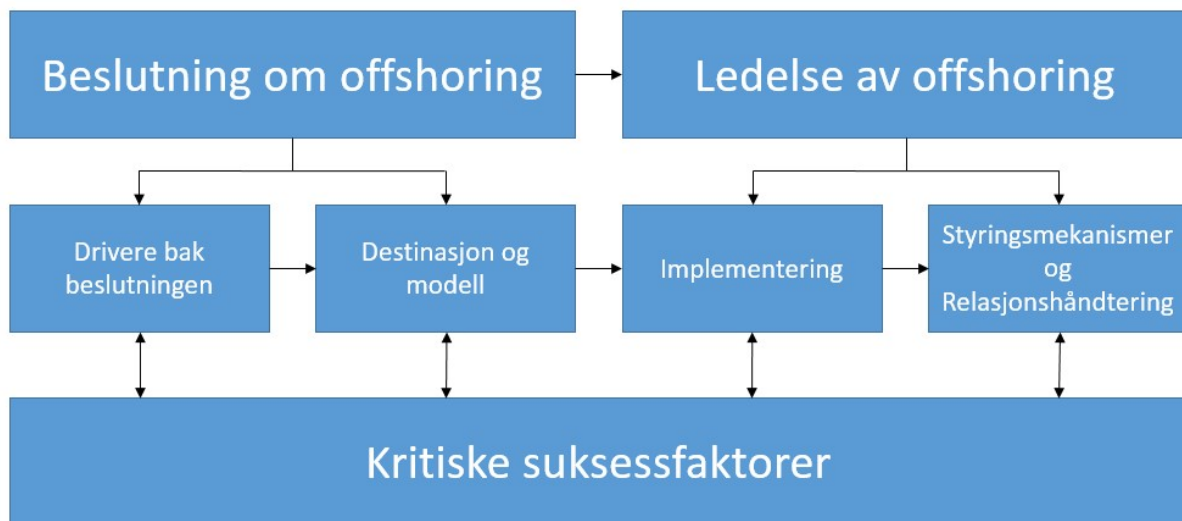 Beslutning om offshoring
Ledelse av offshoring
Drivere bak
beslutningen
Destinasjon og
modell
Implementering
Styringsmekanismer
og
Relasjonshåndtering
Kritiske suksessfaktorer